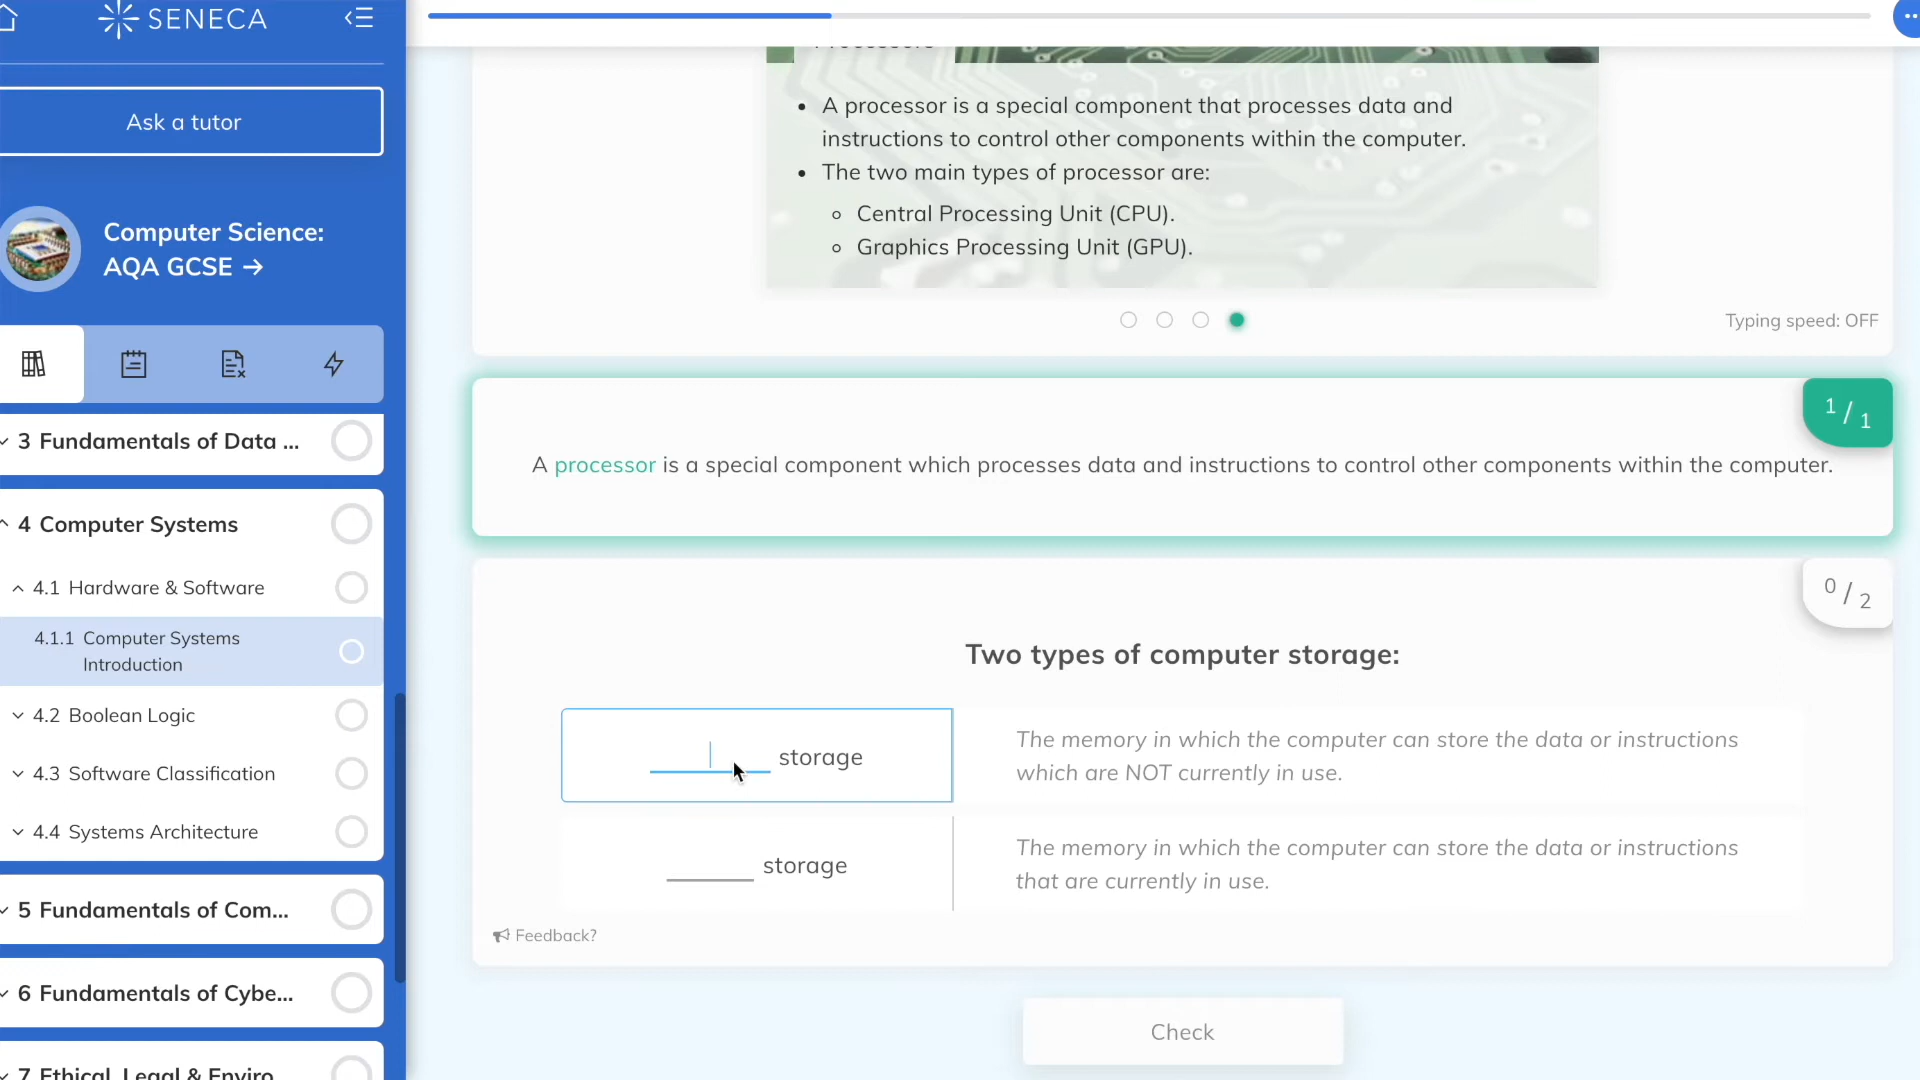 SENECA
Ask a tutor
Computer Science:
AQA GCSE →
3 Fundamentals of Data ...
4 Computer Systems
4.1 Hardware & Software
4.1.1 Computer Systems
Introduction
4.2 Boolean Logic
4.3 Software Classification
4.4 Systems Architecture
5 Fundamentals of Com...
6 Fundamentals of Cybe...
7 Ethical, Legal & Enviro
• A processor is a special component that processes data and
instructions to control other components within the computer.
• The two main types of processor are:
Central Processing Unit (CPU).
Graphics Processing Unit (GPU).
Typing speed: OFF
1 / 1
A processor is a special component which processes data and instructions to control other components within the computer.
0 / 2
Two types of computer storage:
______ storage
The memory in which the computer can store the data or instructions
which are NOT currently in use.
______ storage
The memory in which the computer can store the data or instructions
that are currently in use.
Feedback?
Check